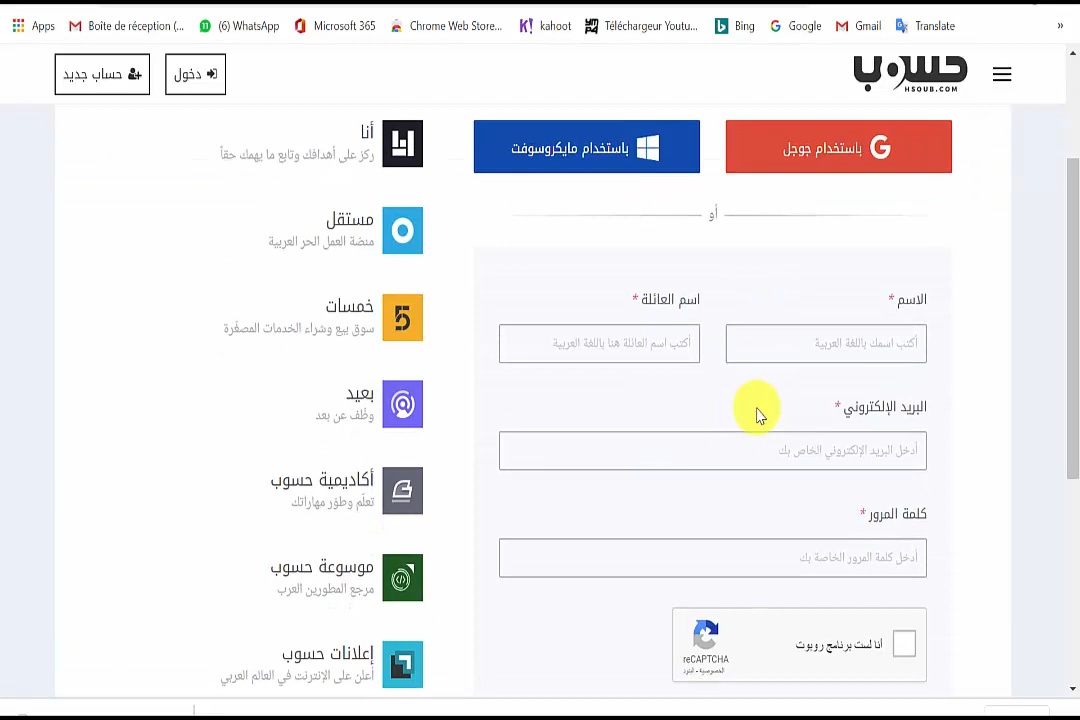 Apps
Boîte de réception (...
(6) WhatsApp
Microsoft 365
Chrome Web Store...
kahoot
Téléchargeur Youtu...
Bing
Google
Gmail
Translate
»
حسوب
HSOUB.COM
دخول
حساب جديد
باستخدام جوجل
باستخدام مايكروسوفت
أو
الاسم *
اسم العائلة *
أكتب اسمك باللغة العربية
أكتب اسم العائلة هنا باللغة العربية
البريد الإلكتروني *
أدخل البريد الإلكتروني الخاص بك
كلمة المرور *
أدخل كلمة المرور الخاصة بك
أنا لست برنامج روبوت
reCAPTCHA
الخصوصية - البنود
أنا
ركز على أهدافك وتابع ما يهمك حقاً
مستقل
منصة العمل الحر العربية
خمسات
سوق بيع وشراء الخدمات المصغّرة
بعيد
وظّف عن بعد
أكاديمية حسوب
تعلّم وطوّر مهاراتك
موسوعة حسوب
مرجع المطورين العرب
إعلانات حسوب
أعلن على الإنترنت في العالم العربي